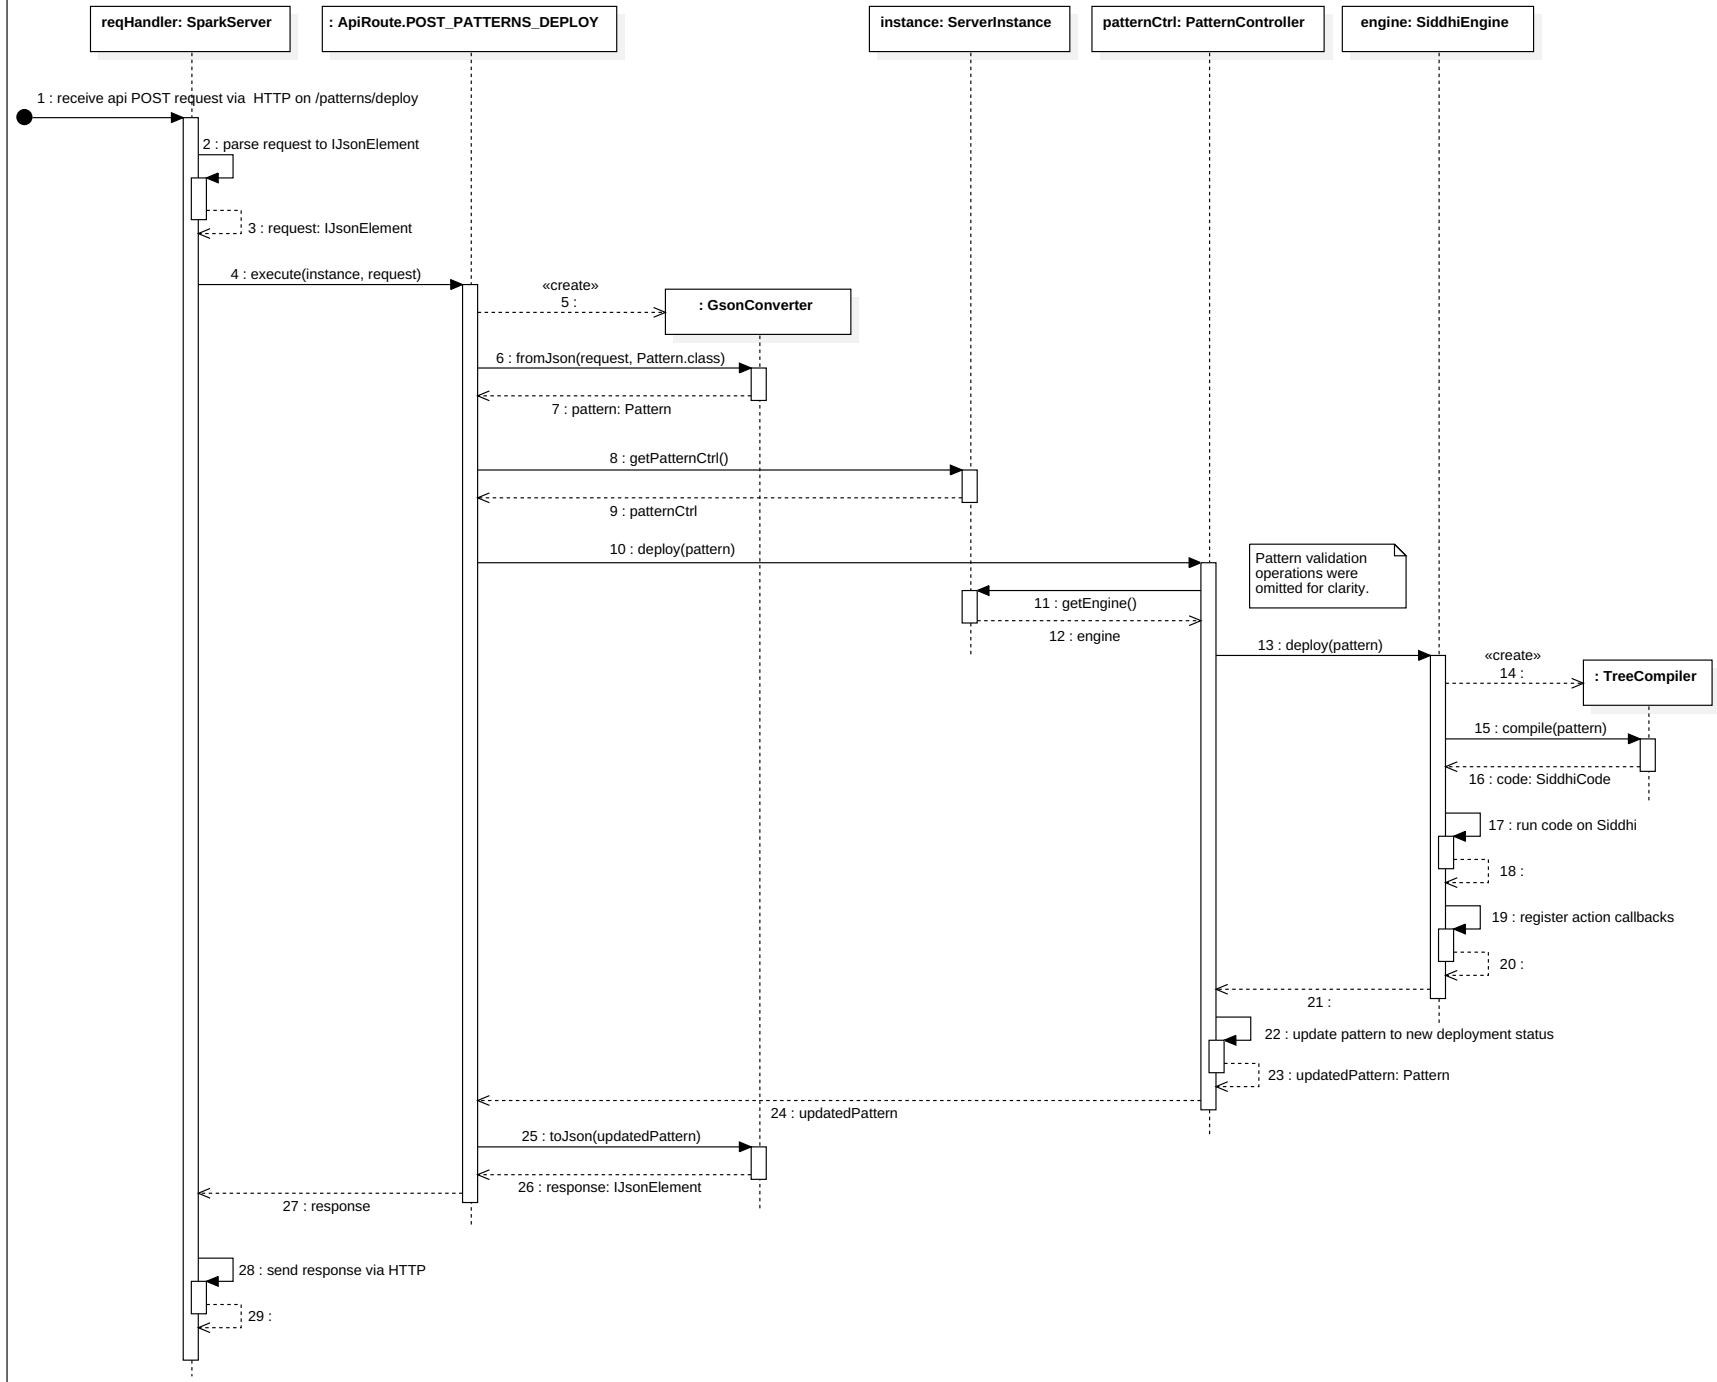 reqHandler: SparkServer
: ApiRoute.POST_PATTERNS_DEPLOY
instance: ServerInstance
patternCtrl: PatternController
engine: SiddhiEngine
1 : receive api POST request via  HTTP on /patterns/deploy
2 : parse request to IJsonElement
3 : request: IJsonElement
4 : execute(instance, request)
«create»
5 :
: GsonConverter
6 : fromJson(request, Pattern.class)
7 : pattern: Pattern
8 : getPatternCtrl()
9 : patternCtrl
10 : deploy(pattern)
Pattern validation
operations were
omitted for clarity.
11 : getEngine()
12 : engine
13 : deploy(pattern)
«create»
14 :
: TreeCompiler
15 : compile(pattern)
16 : code: SiddhiCode
17 : run code on Siddhi
18 :
19 : register action callbacks
20 :
21 :
22 : update pattern to new deployment status
23 : updatedPattern: Pattern
24 : updatedPattern
25 : toJson(updatedPattern)
26 : response: IJsonElement
27 : response
28 : send response via HTTP
29 :